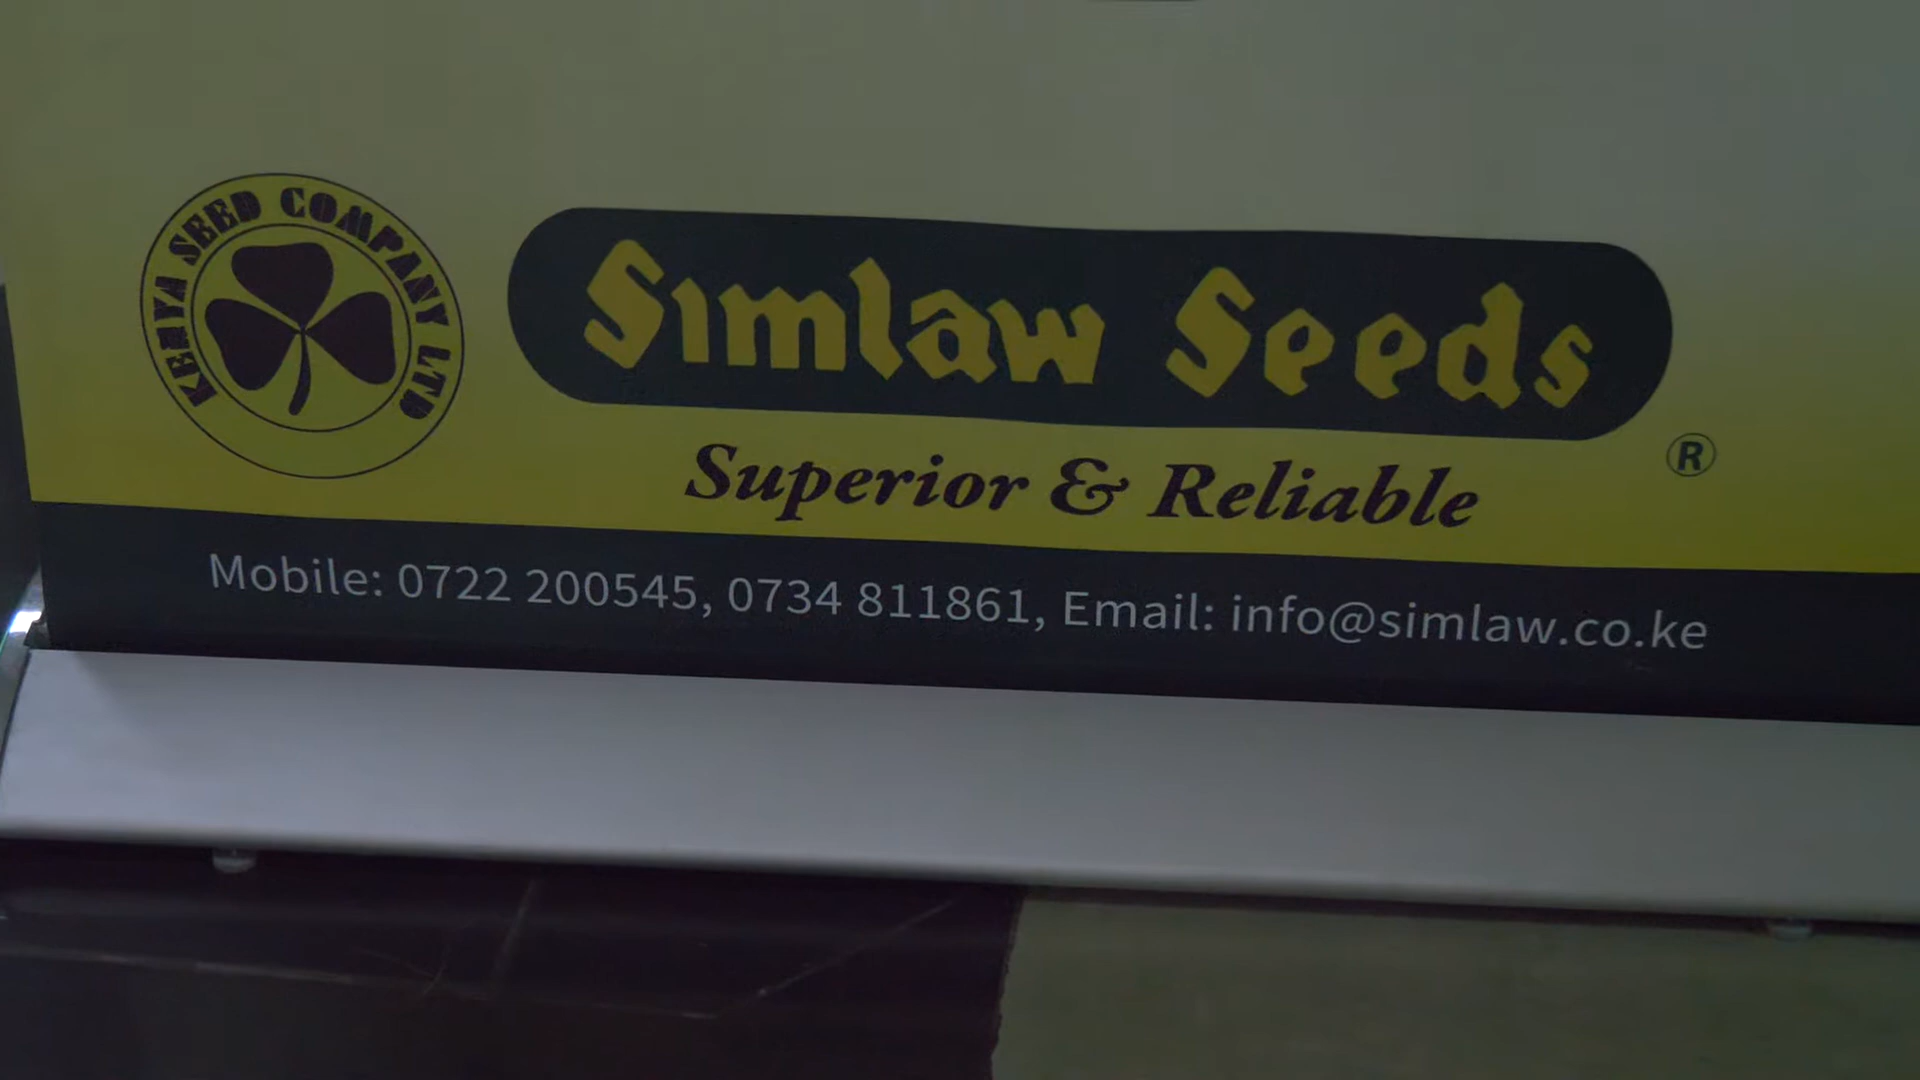 KENYA SEED COMPANY LTD
Simlaw Seeds
®
Superior & Reliable
Mobile: 0722 200545, 0734 811861, Email: info@simlaw.co.ke